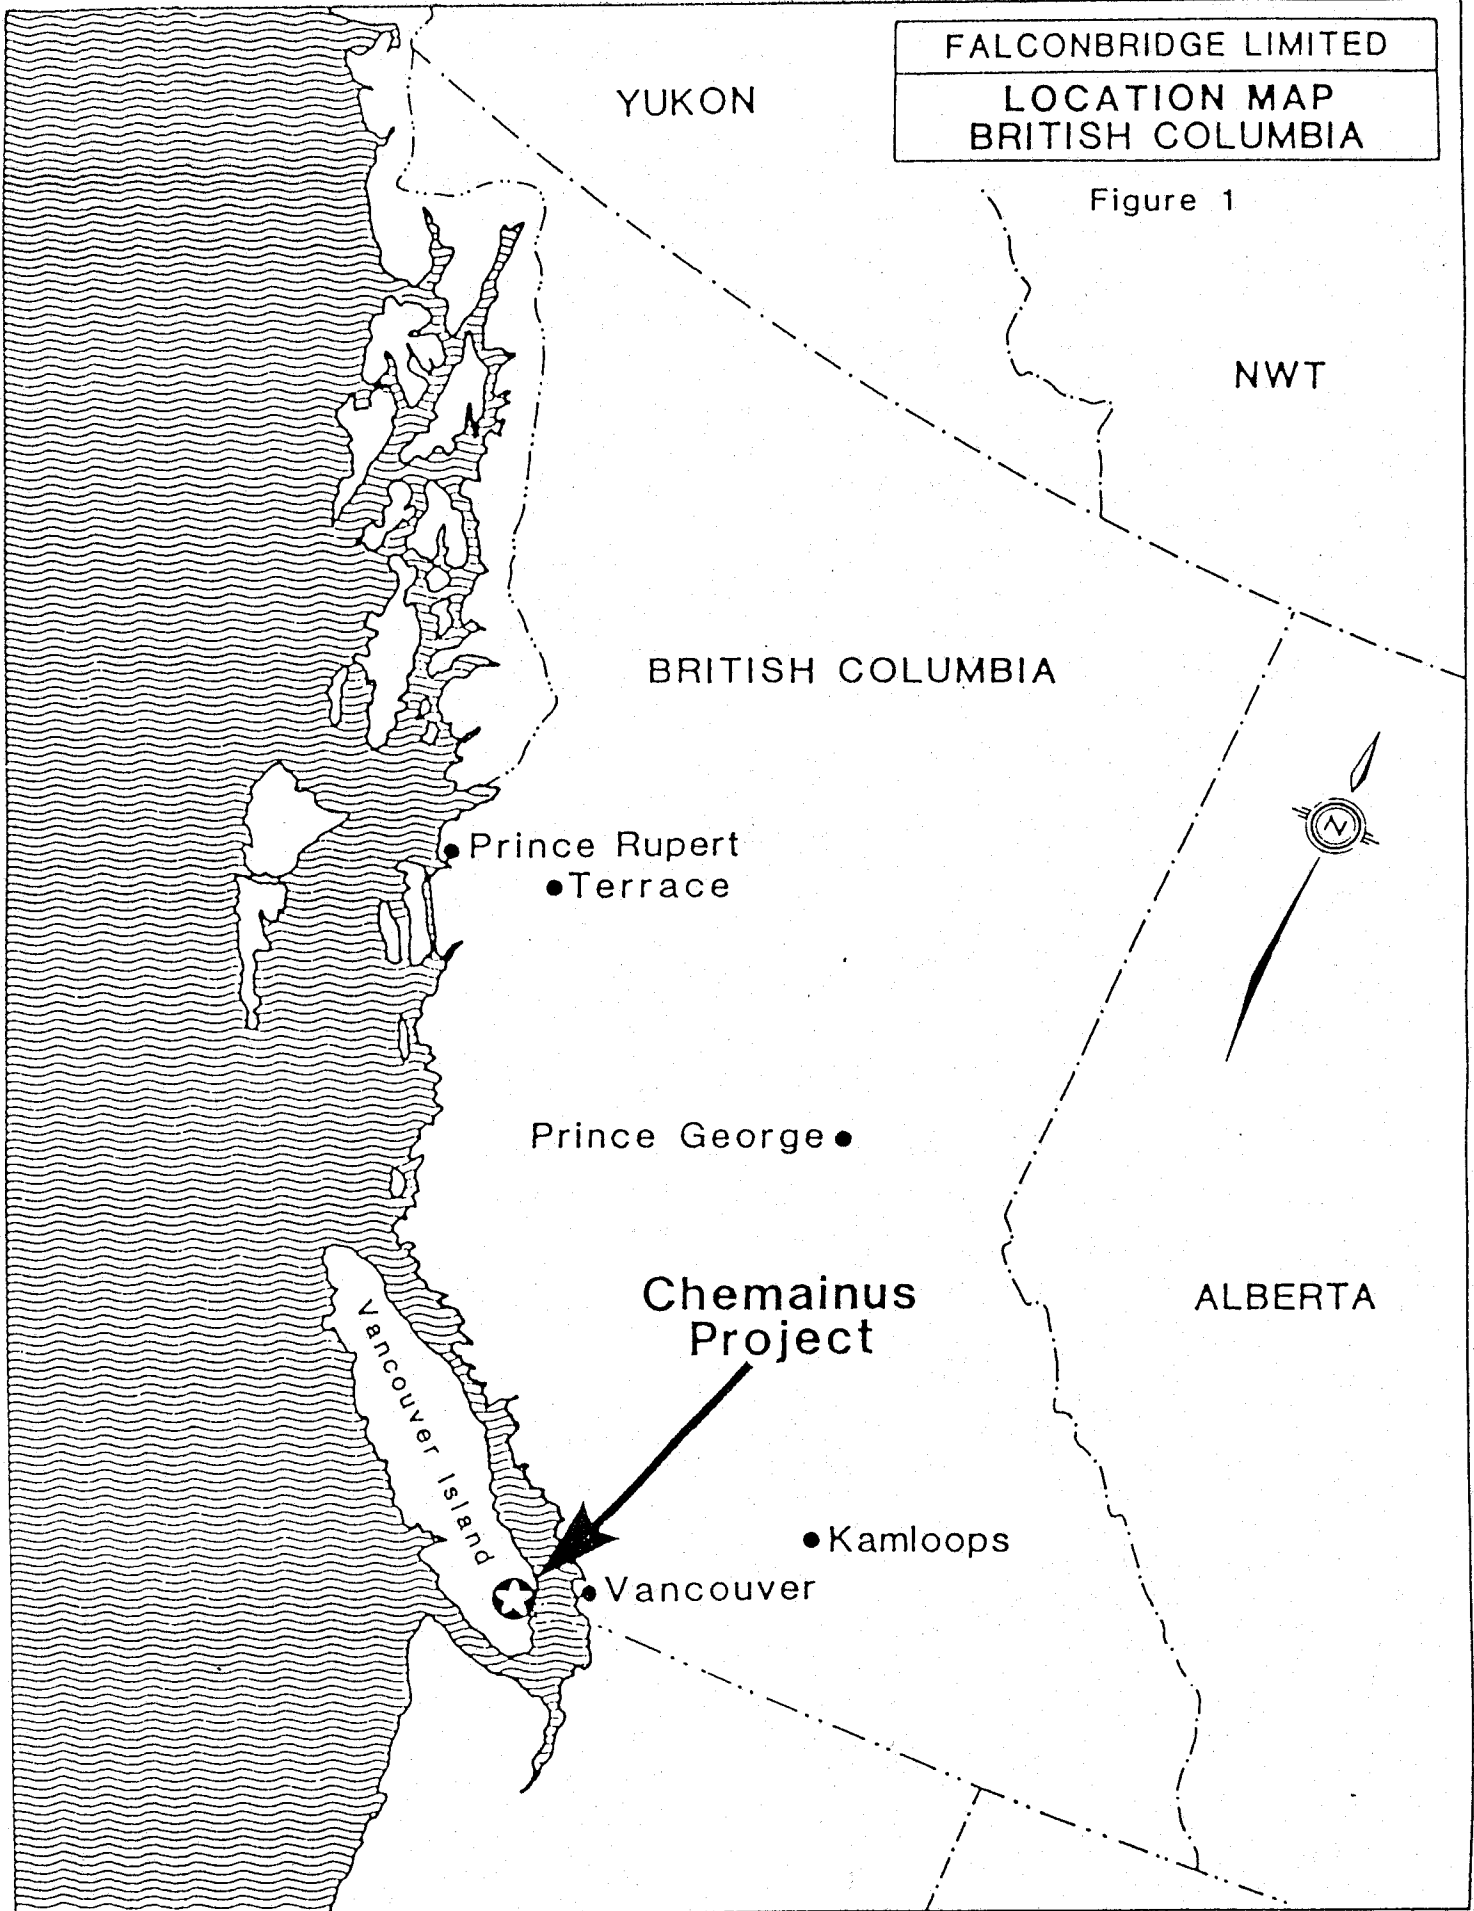 FALCONBRIDGE LIMITED
LOCATION MAP
BRITISH COLUMBIA
Figure 1
YUKON
NWT
BRITISH COLUMBIA
N
Prince Rupert
Terrace
Prince George
Chemainus
Project
ALBERTA
Vancouver Island
Kamloops
Vancouver